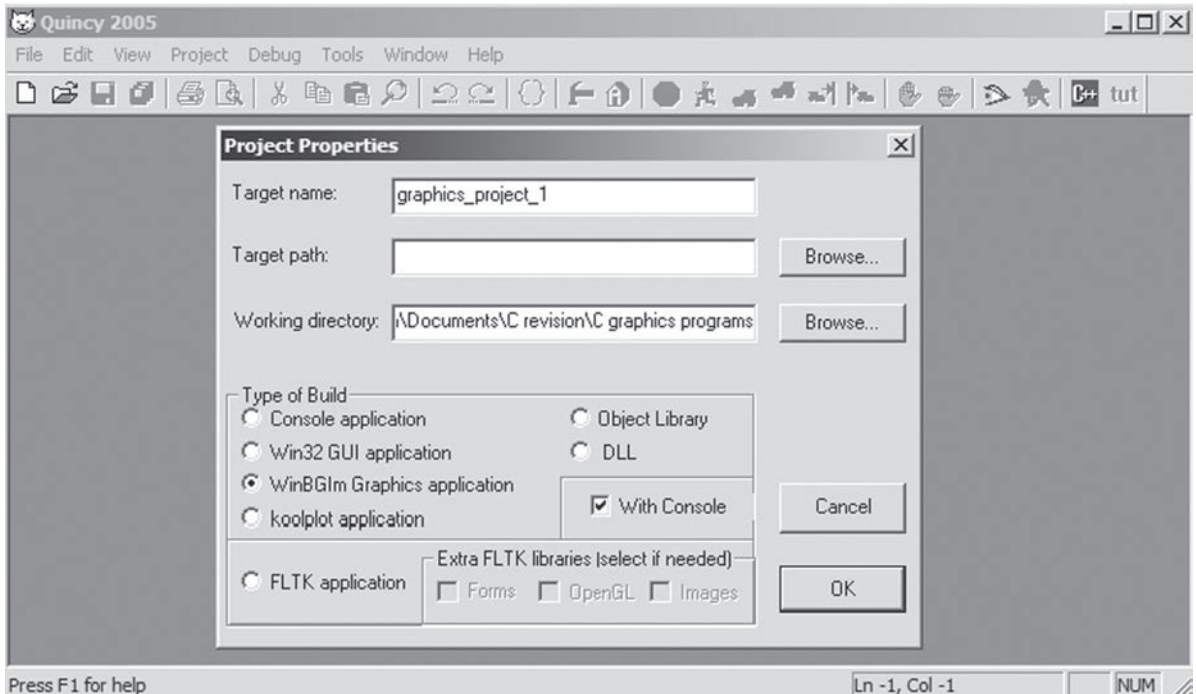 Quincy 2005
File Edit View Project Debug Tools Window Help
C++ tut
Project Properties
Target name: graphics_project_1
Target path: Browse...
Working directory: \Documents\C revision\C graphics programs Browse...
Type of Build
Console application Object Library
Win32 GUI application DLL
WinBGIm Graphics application
With Console
koolplot application
Cancel
Extra FLTK libraries (select if needed)
FLTK application Forms OpenGL Images
OK
Press F1 for help Ln -1, Col -1 NUM